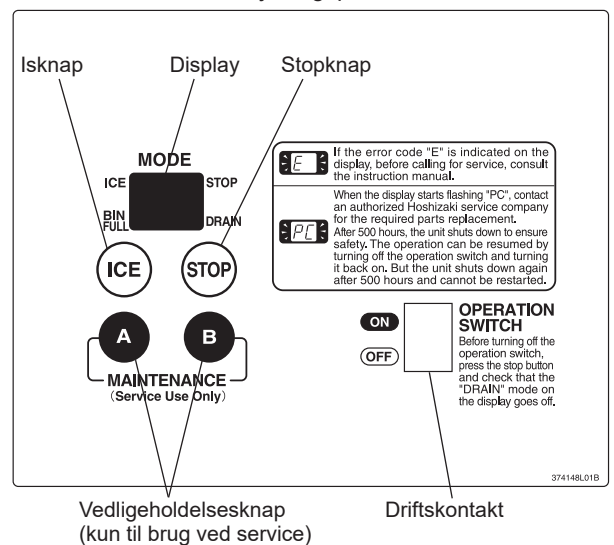 Isknap
Display
Stopknap
MODE
ICE
STOP
BIN
FULL
DRAIN
ICE
STOP
A
B
MAINTENANCE
(Service Use Only)
E
If the error code "E" is indicated on the
display, before calling for service, consult
the instruction manual.
PC
When the display starts flashing "PC", contact
an authorized Hoshizaki service company
for the required parts replacement.
After 500 hours, the unit shuts down to ensure
safety. The operation can be resumed by
turning off the operation switch and turning
it back on. But the unit shuts down again
after 500 hours and cannot be restarted.
ON
OFF
OPERATION
SWITCH
Before turning off the
operation switch,
press the stop button
and check that the
"DRAIN" mode on
the display goes off.
374148L01B
Vedligeholdelsesknap
(kun til brug ved service)
Driftskontakt